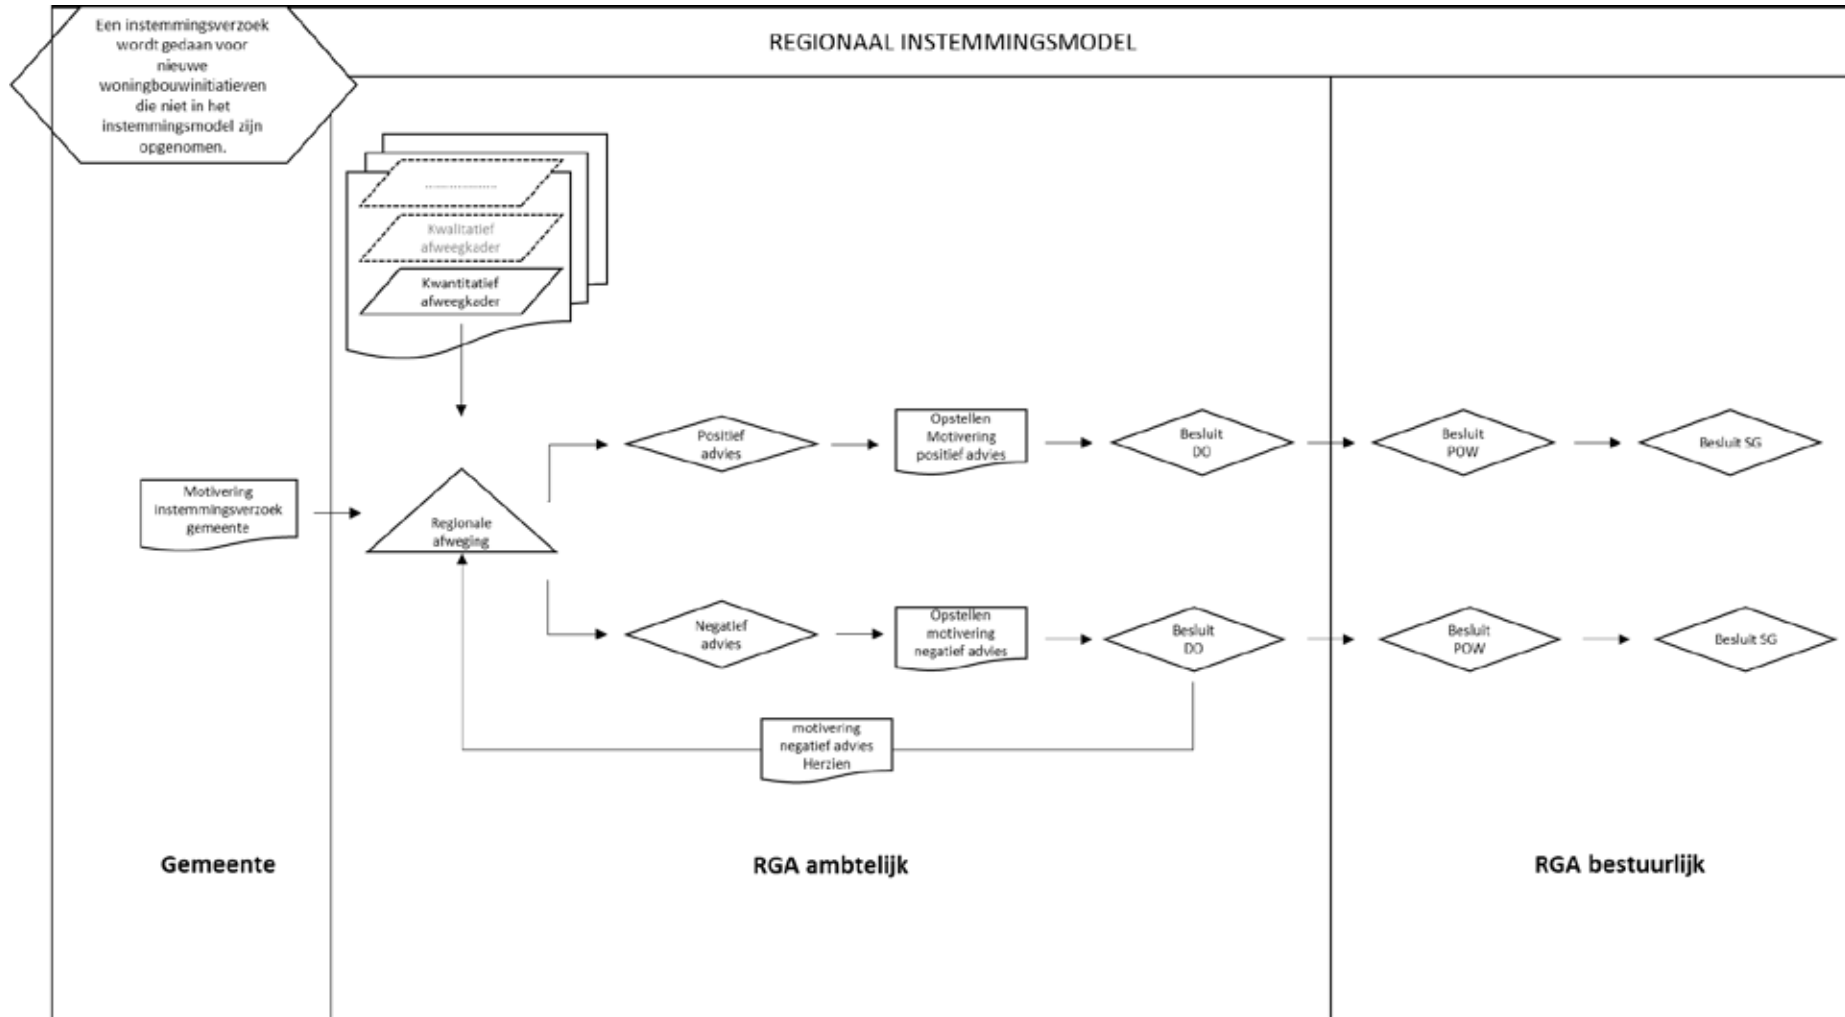 Een instemmingsverzoek
wordt gedaan voor
nieuwe
woningbouwinitiatieven
die niet in het
instemmingsmodel zijn
opgenomen.
REGIONAAL INSTEMMINGSMODEL
....................
Kwalitatief
afweegkader
Kwantitatief
afweegkader
Motivering
instemmingsverzoek
gemeente
Regionale
afweging
Positief
advies
Opstellen
Motivering
positief advies
Besluit
DO
Besluit
POW
Besluit SG
Negatief
advies
Opstellen
motivering
negatief advies
Besluit
DO
Besluit
POW
Besluit SG
motivering
negatief advies
Herzien
Gemeente
RGA ambtelijk
RGA bestuurlijk